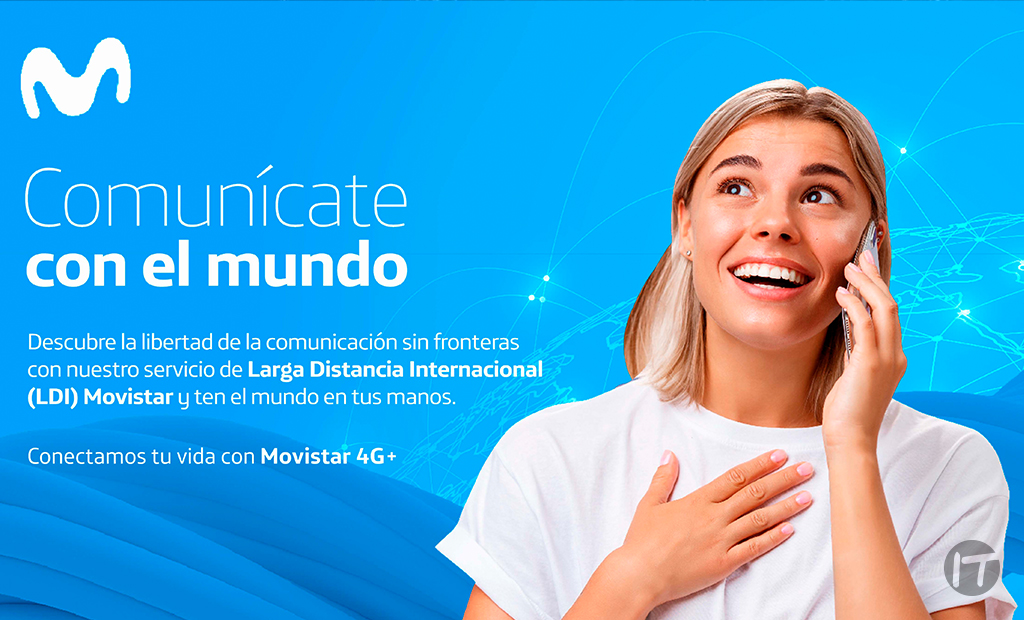 Comunícate
con el mundo
Descubre la libertad de la comunicación sin fronteras
con nuestro servicio de Larga Distancia Internacional
(LDI) Movistar y ten el mundo en tus manos.
Conectamos tu vida con Movistar 4G+
IT